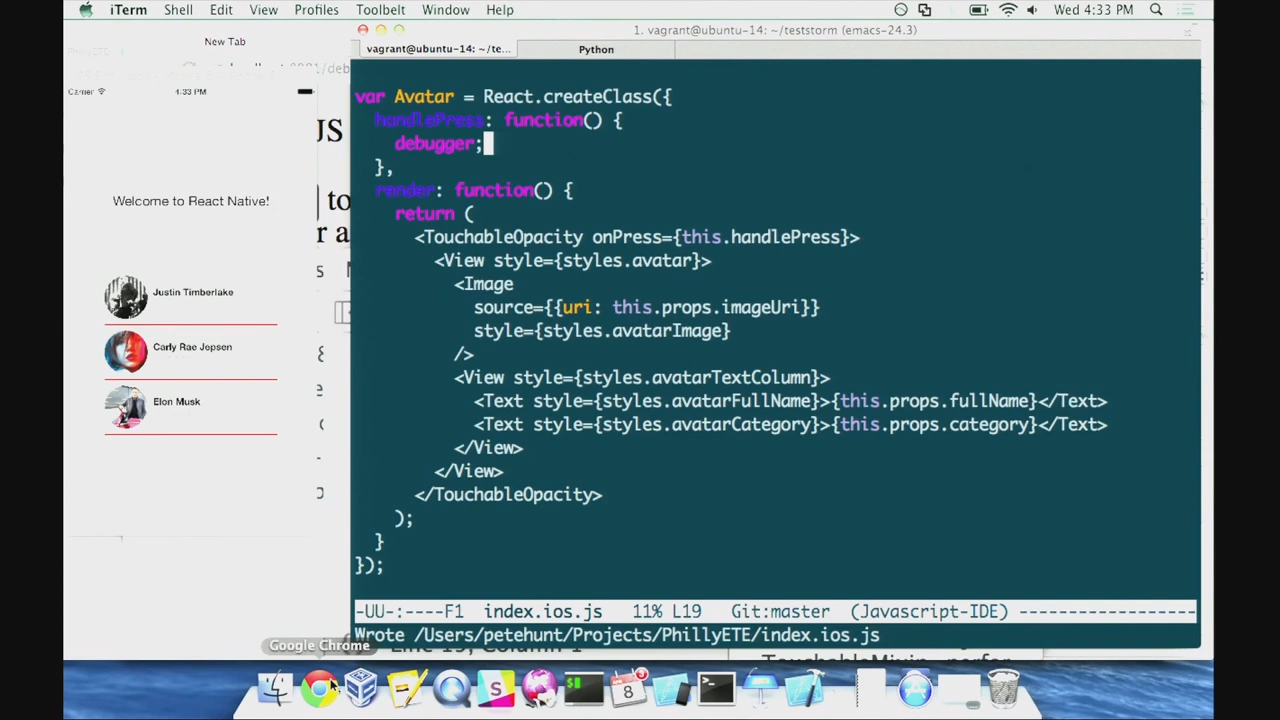 iTerm Shell Edit View Profiles Toolbelt Window Help
Wed 4:33 PM
New Tab
1. vagrant@ubuntu-14: ~/teststorm (emacs-24.3)
vagrant@ubuntu-14: ~/te...
Python
Carrier
4:33 PM
Welcome to React Native!
Justin Timberlake
Carly Rae Jepsen
Elon Musk
JS
to
r a
var Avatar = React.createClass({
handlePress: function() {
debugger;
},
render: function() {
return (
<TouchableOpacity onPress={this.handlePress}>
<View style={styles.avatar}>
<Image
source={{uri: this.props.imageUri}}
style={styles.avatarImage}
/>
<View style={styles.avatarTextColumn}>
<Text style={styles.avatarFullName}>{this.props.fullName}</Text>
<Text style={styles.avatarCategory}>{this.props.category}</Text>
</View>
</View>
</TouchableOpacity>
);
}
});
-UU-:----F1 index.ios.js 11% L19 Git:master (Javascript-IDE) ------------------
Wrote /Users/petehunt/Projects/PhillyETE/index.ios.js
Google Chrome
S
8
3